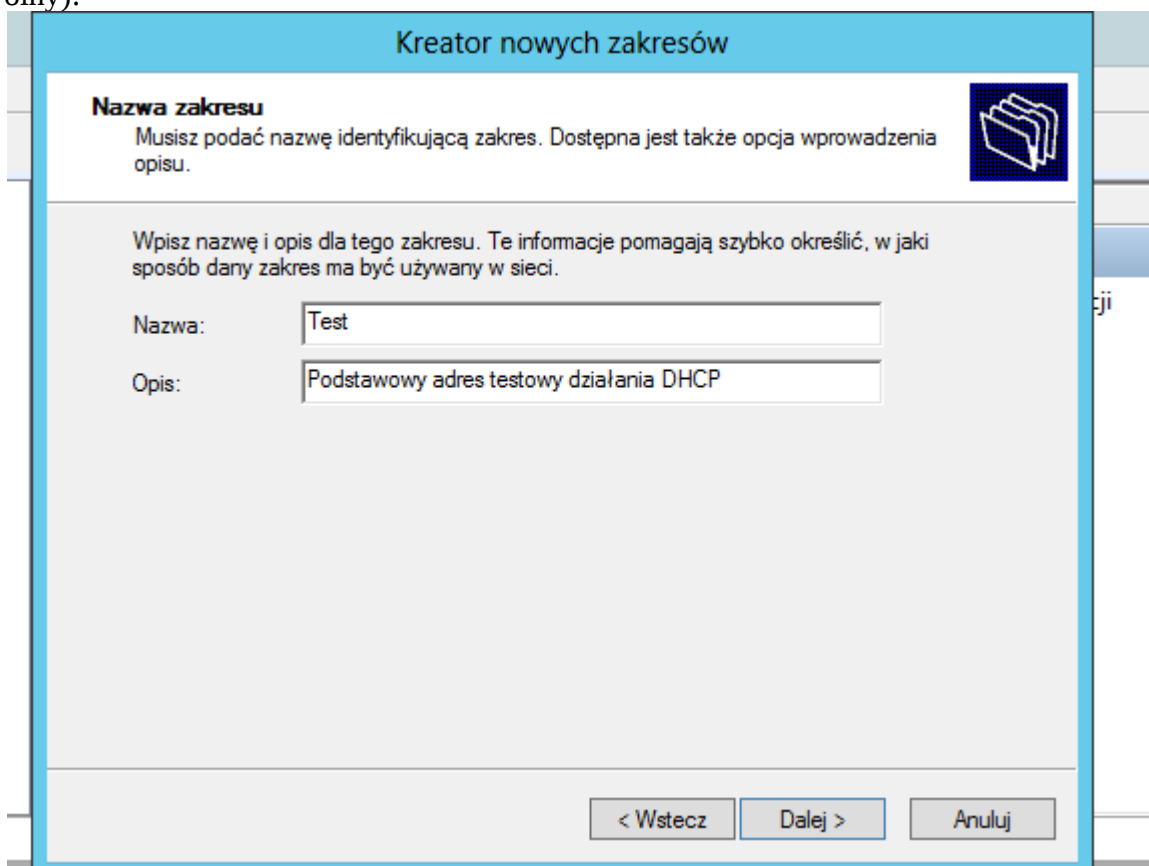 Kreator nowych zakresów
Nazwa zakresu
Musisz podać nazwę identyfikującą zakres. Dostępna jest także opcja wprowadzenia
opisu.
Wpisz nazwę i opis dla tego zakresu. Te informacje pomagają szybko określić, w jaki
sposób dany zakres ma być używany w sieci.
Nazwa: Test
Opis: Podstawowy adres testowy działania DHCP
< Wstecz Dalej > Anuluj